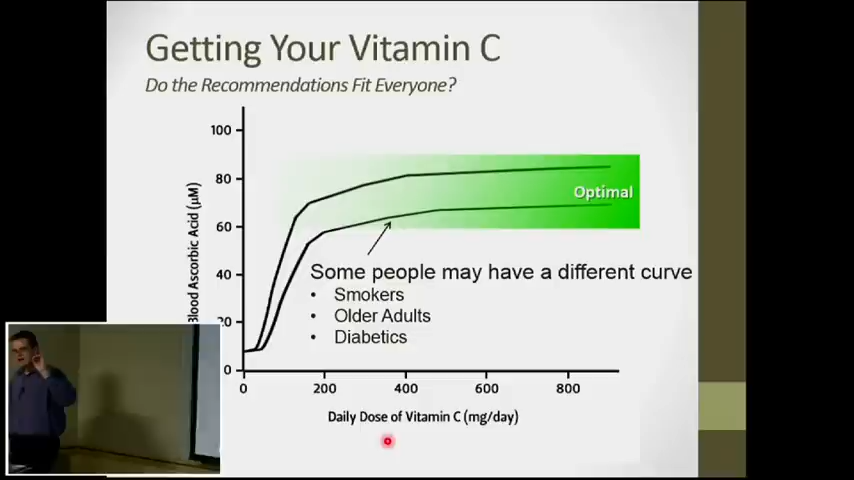 Getting Your Vitamin C
Do the Recommendations Fit Everyone?
100
80
60
40
20
0
Blood Ascorbic Acid (µM)
Optimal
Some people may have a different curve
• Smokers
• Older Adults
• Diabetics
0 200 400 600 800
Daily Dose of Vitamin C (mg/day)